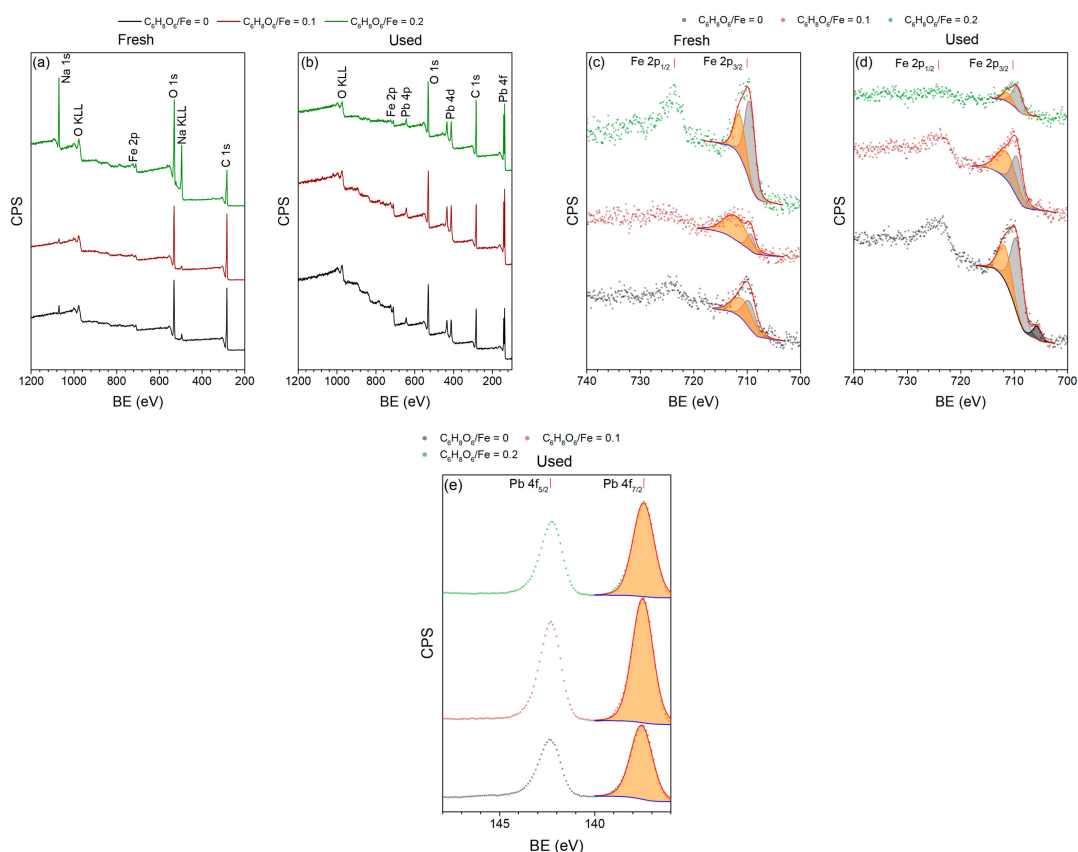 C₆H₈O₆/Fe = 0 C₆H₈O₆/Fe = 0.1 C₆H₈O₆/Fe = 0.2
Fresh Used
(a)
Na 1s
O KLL
Fe 2p
O 1s
Na KLL
C 1s
CPS
1200 1000 800 600 400 200
BE (eV)
(b)
O KLL
Fe 2p
Pb 4p
O 1s
Pb 4d
C 1s
Pb 4f
1200 1000 800 600 400 200
BE (eV)
C₆H₈O₆/Fe = 0 C₆H₈O₆/Fe = 0.1 C₆H₈O₆/Fe = 0.2
Fresh Used
(c)
Fe 2p₁/₂ Fe 2p₃/₂
CPS
740 730 720 710 700
BE (eV)
(d)
Fe 2p₁/₂ Fe 2p₃/₂
740 730 720 710 700
BE (eV)
C₆H₈O₆/Fe = 0 C₆H₈O₆/Fe = 0.1
C₆H₈O₆/Fe = 0.2
Used
(e)
Pb 4f₅/₂ Pb 4f₇/₂
CPS
145 140
BE (eV)